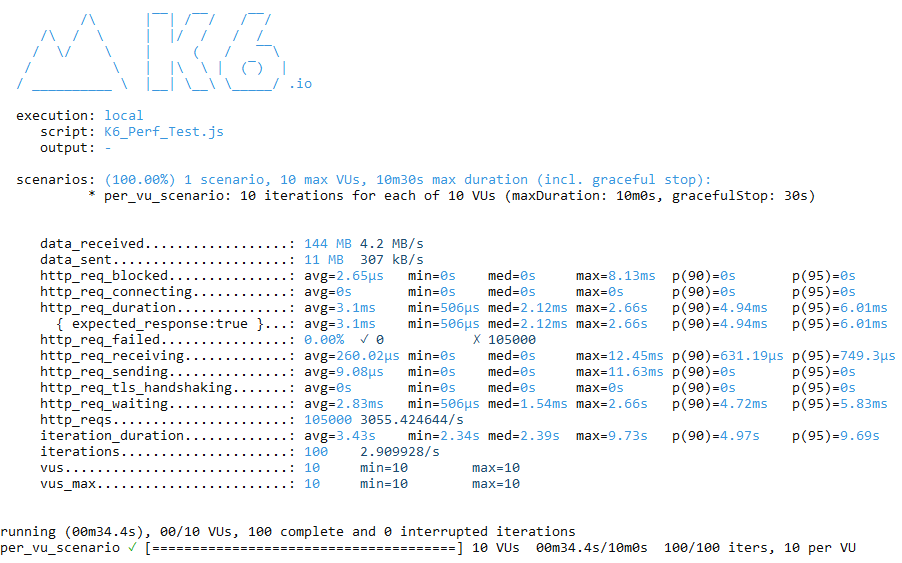 /\      |‾‾| /‾‾/   /‾‾/
     /\  /  \     |  |/  /   /  /
    /  \/    \    |     (   /   ‾‾\
   /          \   |  |\  \ |  (‾)  |
  / __________ \  |__| \__\ \_____/ .io
execution: local
script: K6_Perf_Test.js
output: -
scenarios: (100.00%) 1 scenario, 10 max VUs, 10m30s max duration (incl. graceful stop):
* per_vu_scenario: 10 iterations for each of 10 VUs (maxDuration: 10m0s, gracefulStop: 30s)
data_received..................: 144 MB 4.2 MB/s
data_sent......................: 11 MB  307 kB/s
http_req_blocked...............: avg=2.65µs   min=0s    med=0s     max=8.13ms  p(90)=0s       p(95)=0s
http_req_connecting............: avg=0s       min=0s    med=0s     max=0s      p(90)=0s       p(95)=0s
http_req_duration..............: avg=3.1ms    min=506µs med=2.12ms max=2.66s   p(90)=4.94ms   p(95)=6.01ms
{ expected_response:true }...: avg=3.1ms    min=506µs med=2.12ms max=2.66s   p(90)=4.94ms   p(95)=6.01ms
http_req_failed................: 0.00%  ✓ 0           ✗ 105000
http_req_receiving.............: avg=260.02µs min=0s    med=0s     max=12.45ms p(90)=631.19µs p(95)=749.3µs
http_req_sending...............: avg=9.08µs   min=0s    med=0s     max=11.63ms p(90)=0s       p(95)=0s
http_req_tls_handshaking.......: avg=0s       min=0s    med=0s     max=0s      p(90)=0s       p(95)=0s
http_req_waiting...............: avg=2.83ms   min=506µs med=1.54ms max=2.66s   p(90)=4.72ms   p(95)=5.83ms
http_reqs......................: 105000 3055.424644/s
iteration_duration.............: avg=3.43s    min=2.34s med=2.39s  max=9.73s   p(90)=4.97s    p(95)=9.69s
iterations.....................: 100    2.909928/s
vus............................: 10     min=10        max=10
vus_max........................: 10     min=10        max=10
running (00m34.4s), 00/10 VUs, 100 complete and 0 interrupted iterations
per_vu_scenario ✓ [======================================] 10 VUs  00m34.4s/10m0s  100/100 iters, 10 per VU